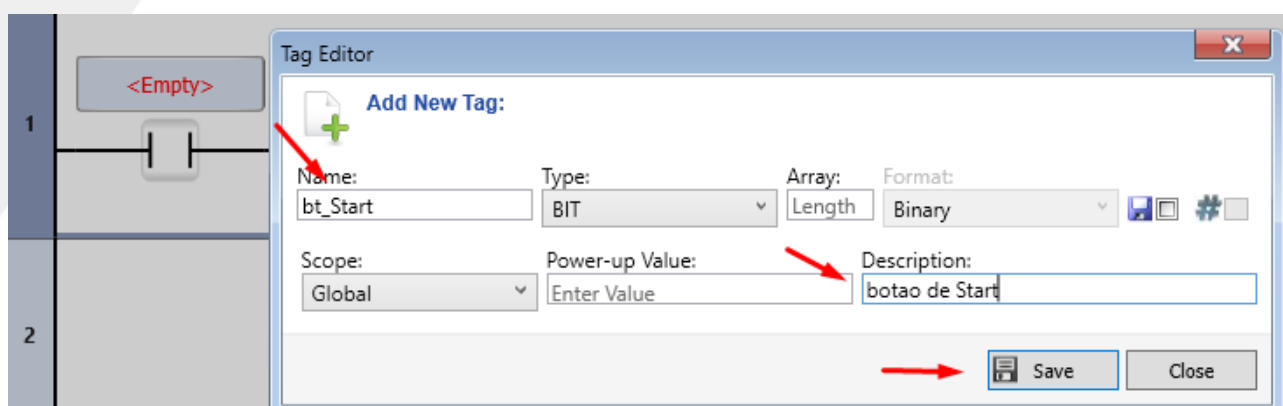 Tag Editor
<Empty>
Add New Tag:
1
Name: Type: Array: Format:
bt_Start BIT Length Binary #
Scope: Power-up Value: Description:
Global Enter Value botao de Start
2
Save Close